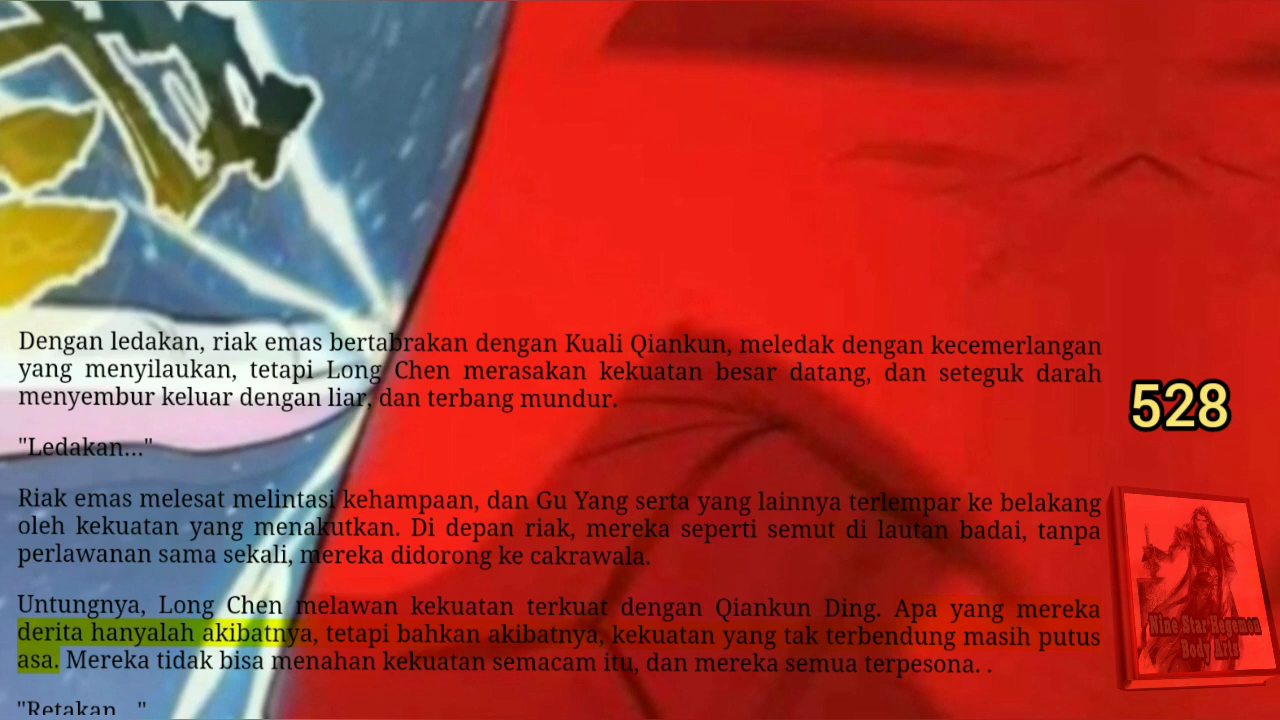 Dengan ledakan, riak emas bertabrakan dengan Kuali Qiankun, meledak dengan kecemerlangan
yang menyilaukan, tetapi Long Chen merasakan kekuatan besar datang, dan seteguk darah
menyembur keluar dengan liar, dan terbang mundur.
"Ledakan..."
Riak emas melesat melintasi kehampaan, dan Gu Yang serta yang lainnya terlempar ke belakang
oleh kekuatan yang menakutkan. Di depan riak, mereka seperti semut di lautan badai, tanpa
perlawanan sama sekali, mereka didorong ke cakrawala.
Untungnya, Long Chen melawan kekuatan terkuat dengan Qiankun Ding. Apa yang mereka
derita hanyalah akibatnya, tetapi bahkan akibatnya, kekuatan yang tak terbendung masih putus
asa. Mereka tidak bisa menahan kekuatan semacam itu, dan mereka semua terpesona. .
"Retakan..."
528
Nine Star Hegemon
Body Arts